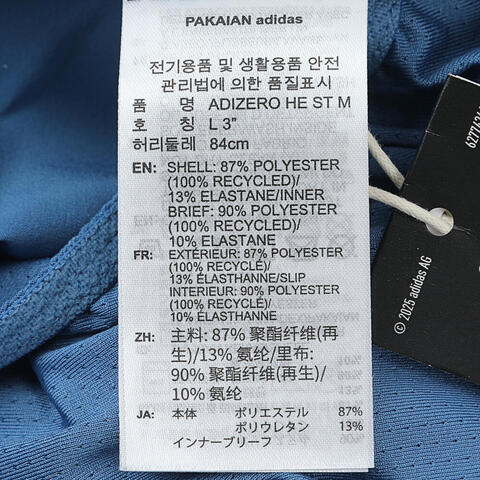 PAKAIAN adidas
전기용품 및 생활용품 안전
관리법에 의한 품질표시
품 명 ADIZERO HE ST M
호 칭 L 3"
허리둘레 84cm
EN: SHELL: 87% POLYESTER
(100% RECYCLED)/
13% ELASTANE/INNER
BRIEF: 90% POLYESTER
(100% RECYCLED)/
10% ELASTANE
FR: EXTÉRIEUR: 87% POLYESTER
(100% RECYCLÉ)/
13% ÉLASTHANNE/SLIP
INTERIEUR: 90% POLYESTER
(100% RECYCLÉ)/
10% ÉLASTHANNE
ZH: 主料: 87% 聚酯纤维(再
生)/13% 氨纶/里布:
90% 聚酯纤维(再生)/
10% 氨纶
JA: 本体 ポリエステル 87%
ポリウレタン 13%
インナーブリーフ
© 2025 adidas AG